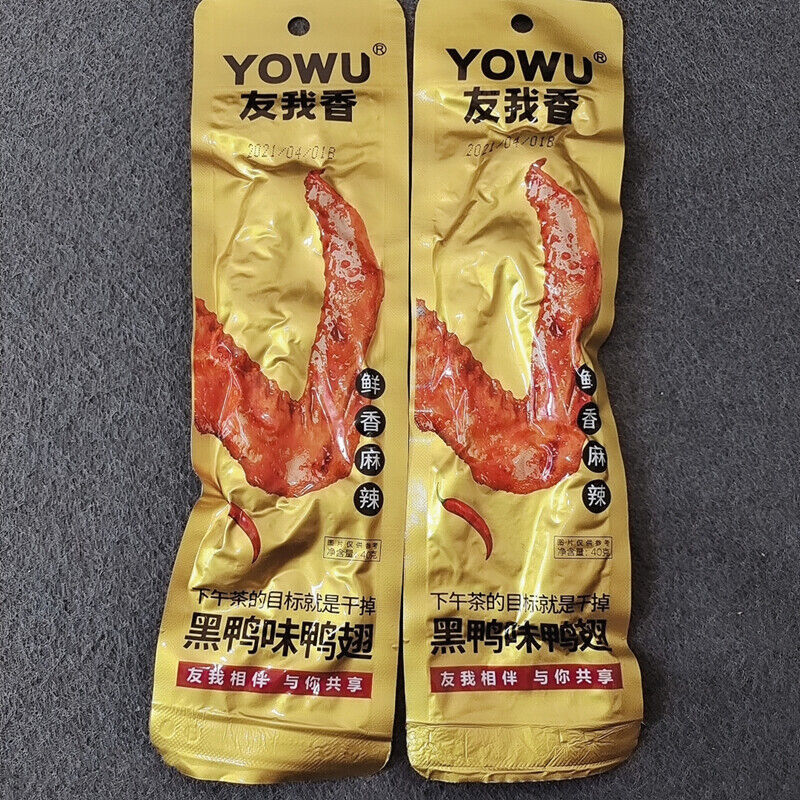 YOWU®
友我香
2021/04/01B
鲜香麻辣
图片仅供参考
净含量:40克
下午茶的目标就是干掉
黑鸭味鸭翅
友我相伴 与你共享
YOWU®
友我香
2021/04/01B
鲜香麻辣
图片仅供参考
净含量:40克
下午茶的目标就是干掉
黑鸭味鸭翅
友我相伴 与你共享